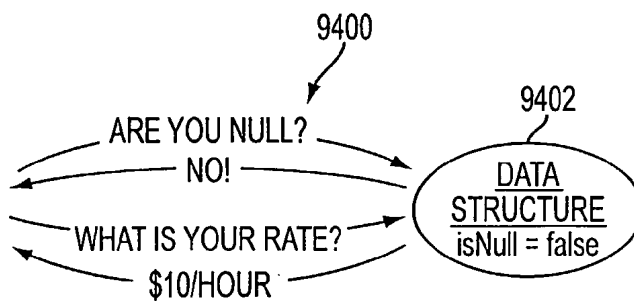 9400
9402
ARE YOU NULL?
NO!
WHAT IS YOUR RATE?
$10/HOUR
DATA
STRUCTURE
isNull = false